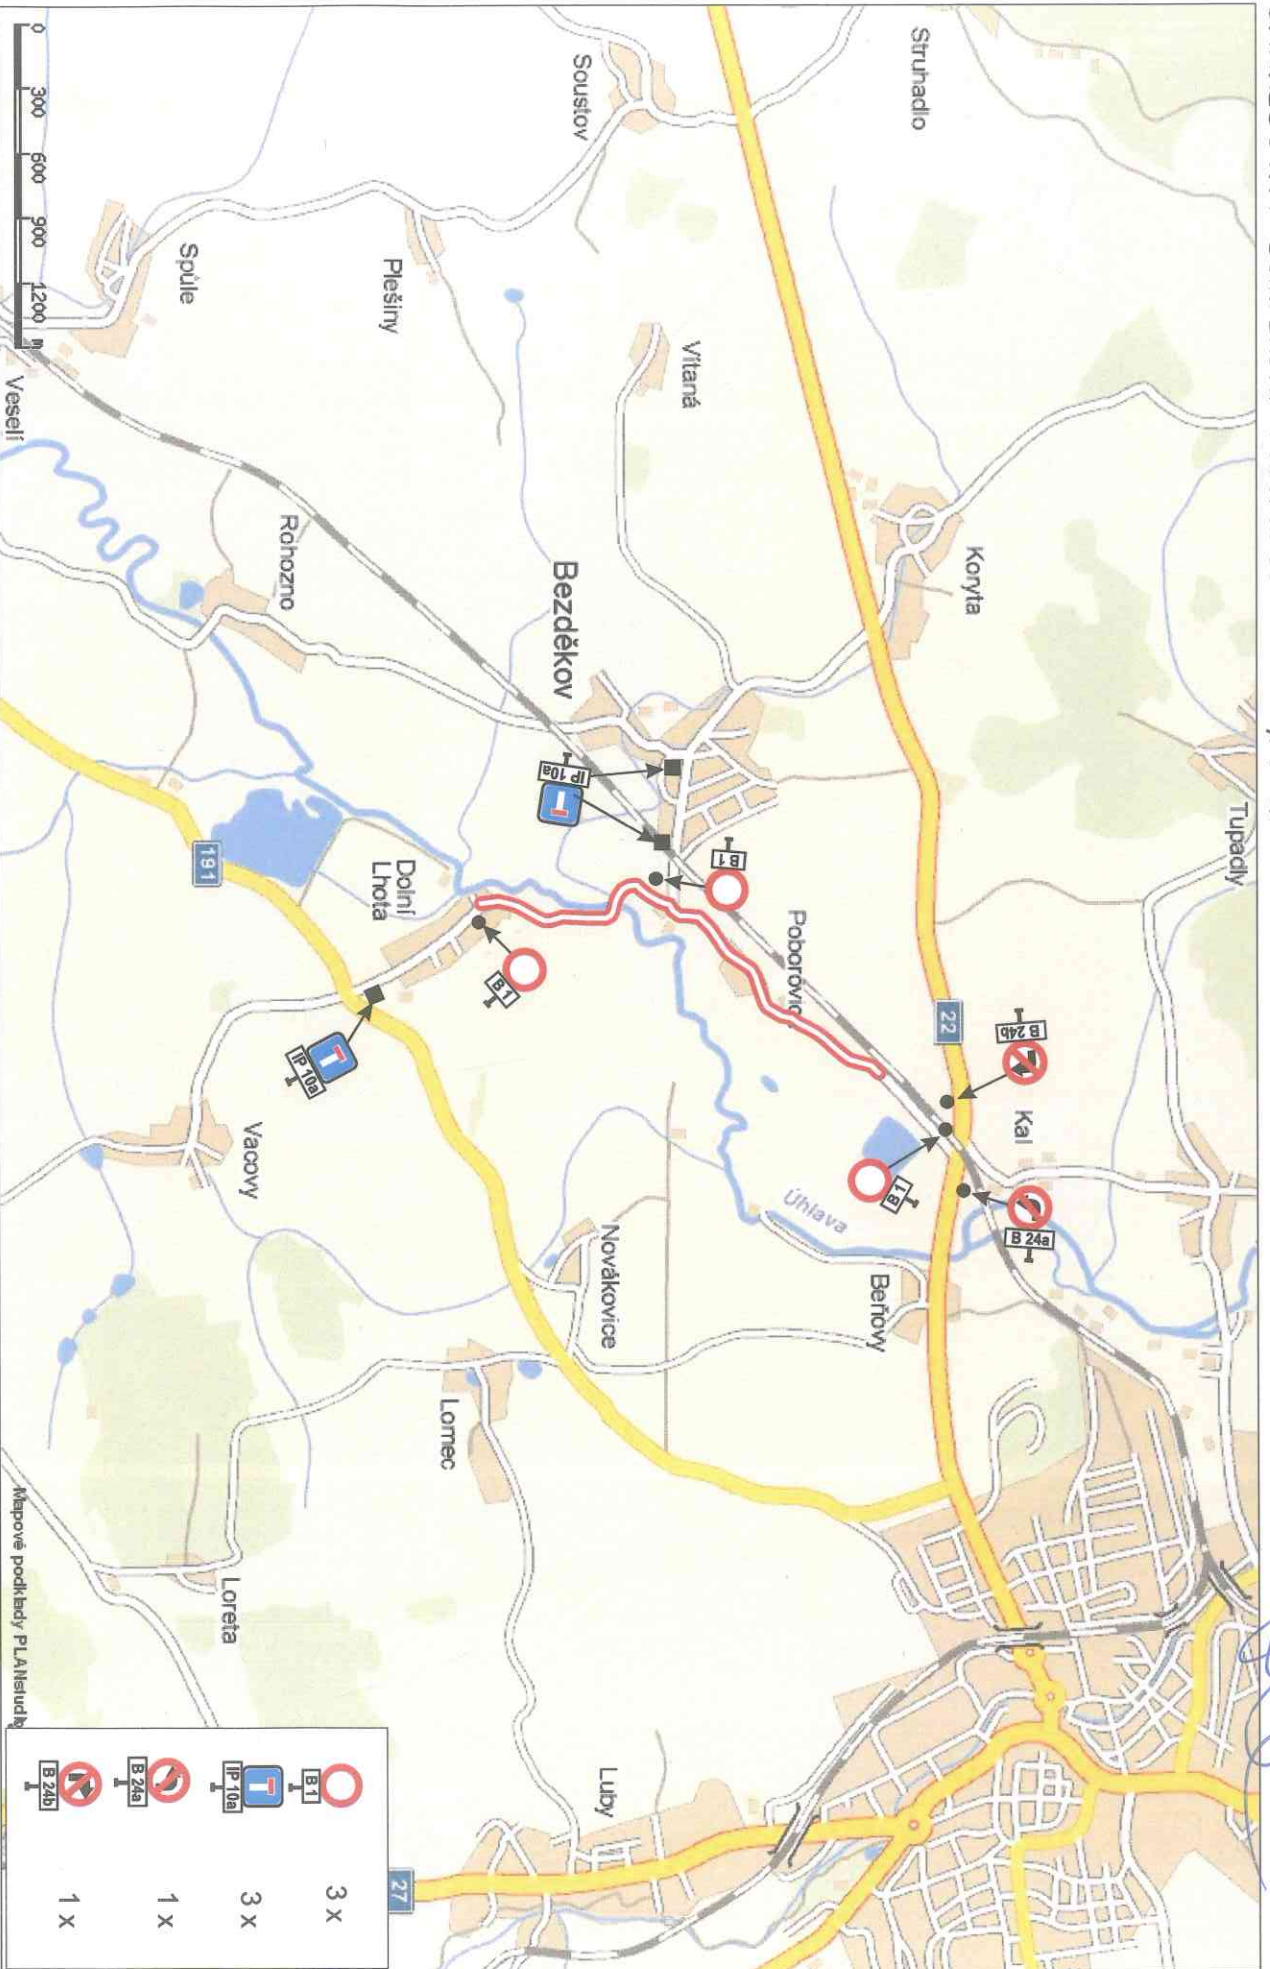 Tupadly
Kal
B 24b
B 24a
Koryta
22
Struhadlo
B 1
Beňovy
Úhlava
B 1
Vítaná
Luby
Novákovice
Soustov
IP 10a
Bezděkov
B 1
Lomec
Dolní
Lhota
27
Plešiny
IP 10a
Rohozno
Vacovy
Loreta
191
Spůle
Veselí
0 300 600 900 1200 m
Mapové podklady PLANstudio
B 1 3 x
IP 10a 3 x
B 24a 1 x
B 24b 1 x